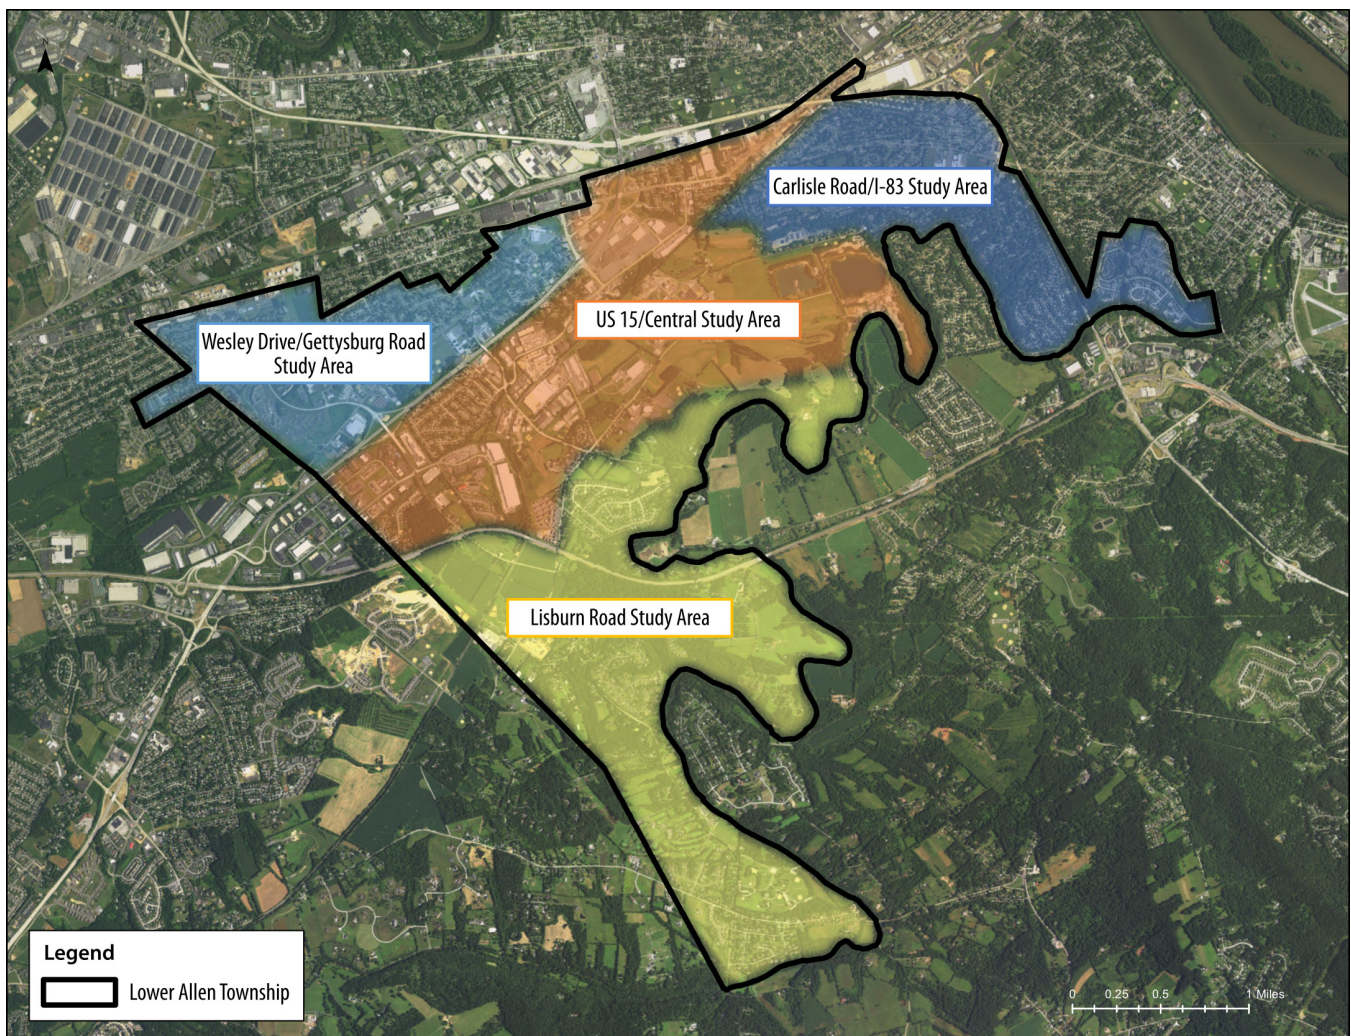 Carlisle Road/I-83 Study Area
US 15/Central Study Area
Wesley Drive/Gettysburg Road
Study Area
Lisburn Road Study Area
Legend
Lower Allen Township
0 0.25 0.5 1 Miles